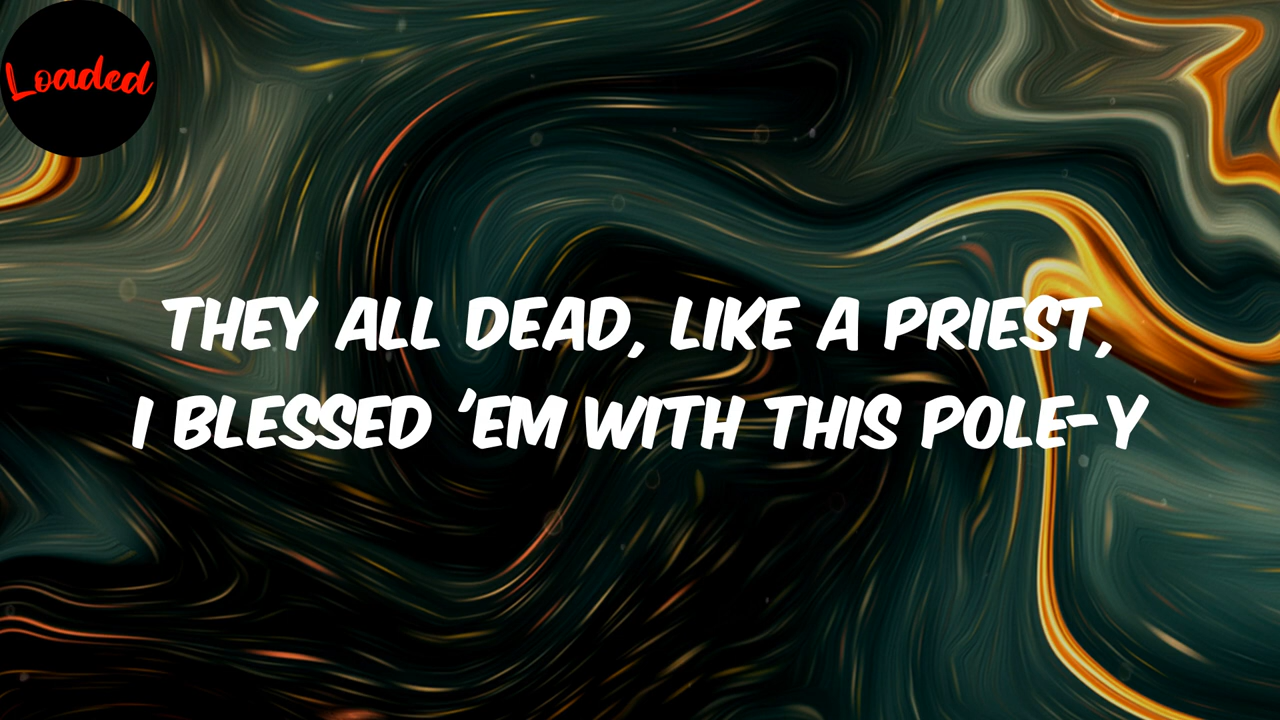 Loaded
THEY ALL DEAD, LIKE A PRIEST,
I BLESSED 'EM WITH THIS POLE-Y